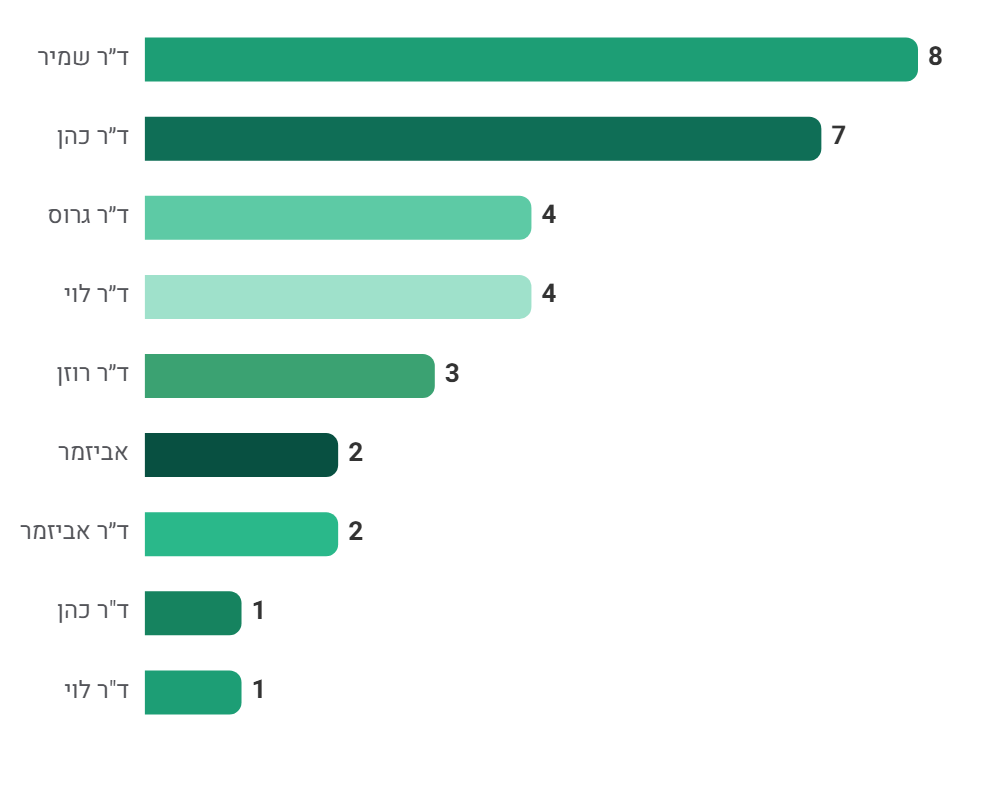 ד״ר שמיר 8
ד״ר כהן 7
ד״ר גרוס 4
ד״ר לוי 4
ד״ר רוזן 3
אביזמר 2
ד״ר אביזמר 2
ד"ר כהן 1
ד"ר לוי 1